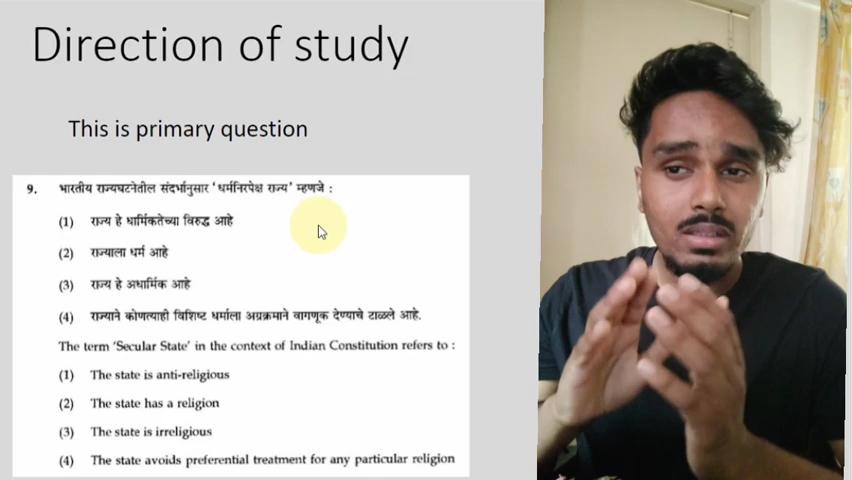 Direction of study
This is primary question
9. भारतीय राज्यघटनेतील संदर्भानुसार ' धर्मनिरपेक्ष राज्य' म्हणजे :
(1) राज्य हे धार्मिकतेच्या विरुद्ध आहे
(2) राज्याला धर्म आहे
(3) राज्य हे अधार्मिक आहे
(4) राज्याने कोणत्याही विशिष्ट धर्माला अग्रक्रमाने वागणूक देण्याचे टाळले आहे.
The term 'Secular State' in the context of Indian Constitution refers to :
(1) The state is anti-religious
(2) The state has a religion
(3) The state is irreligious
(4) The state avoids preferential treatment for any particular religion